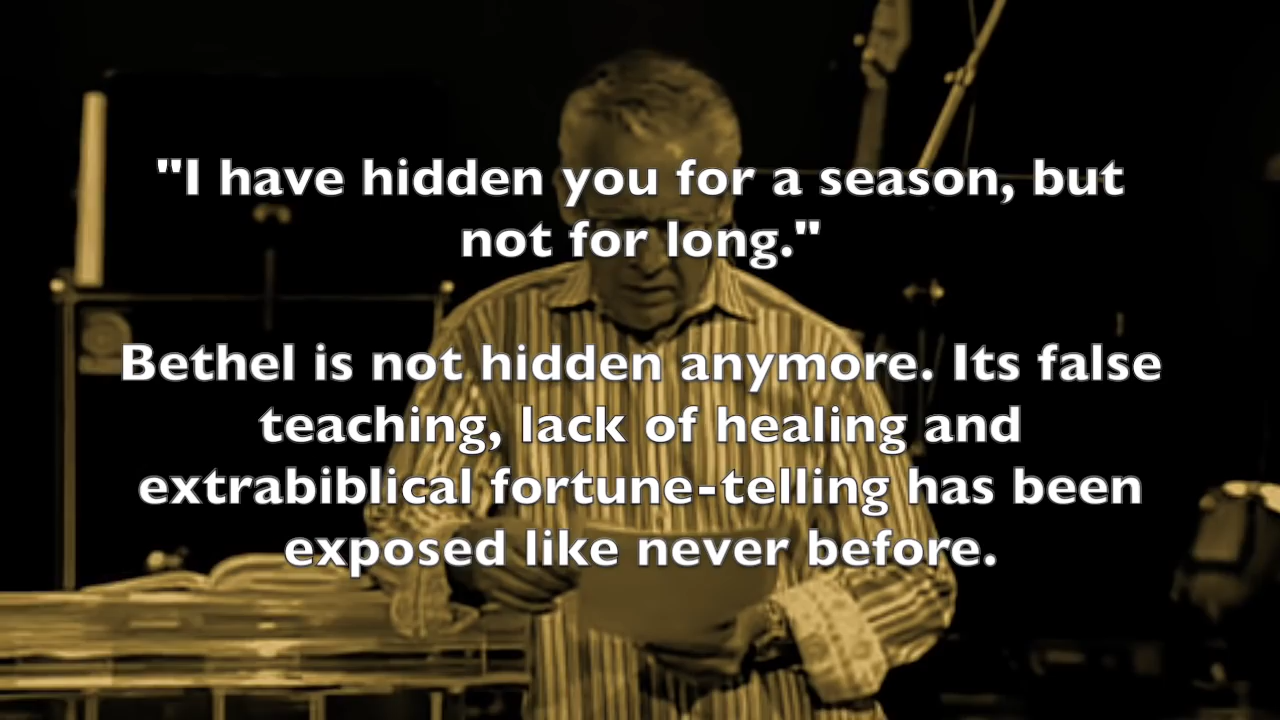 "I have hidden you for a season, but
not for long."
Bethel is not hidden anymore. Its false
teaching, lack of healing and
extrabiblical fortune-telling has been
exposed like never before.